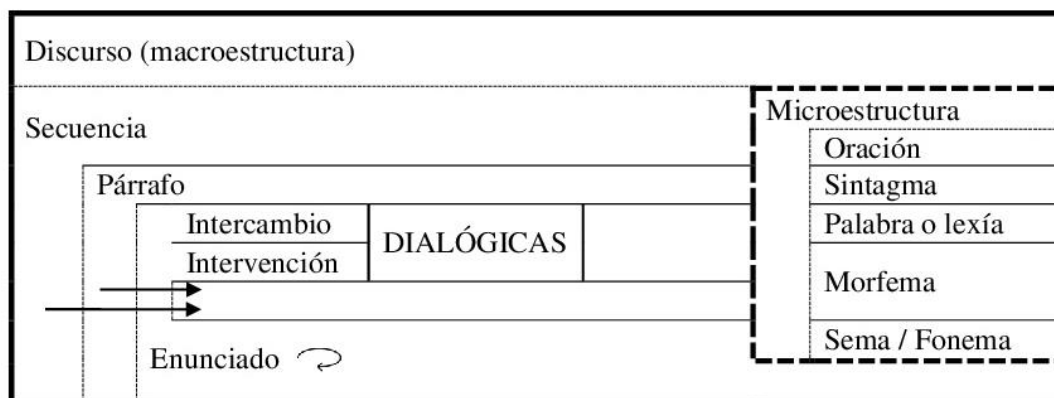 Discurso (macroestructura)
Microestructura
Secuencia
Oración
Párrafo
Sintagma
Intercambio
DIALÓGICAS
Palabra o lexía
Intervención
Morfema
Sema / Fonema
Enunciado